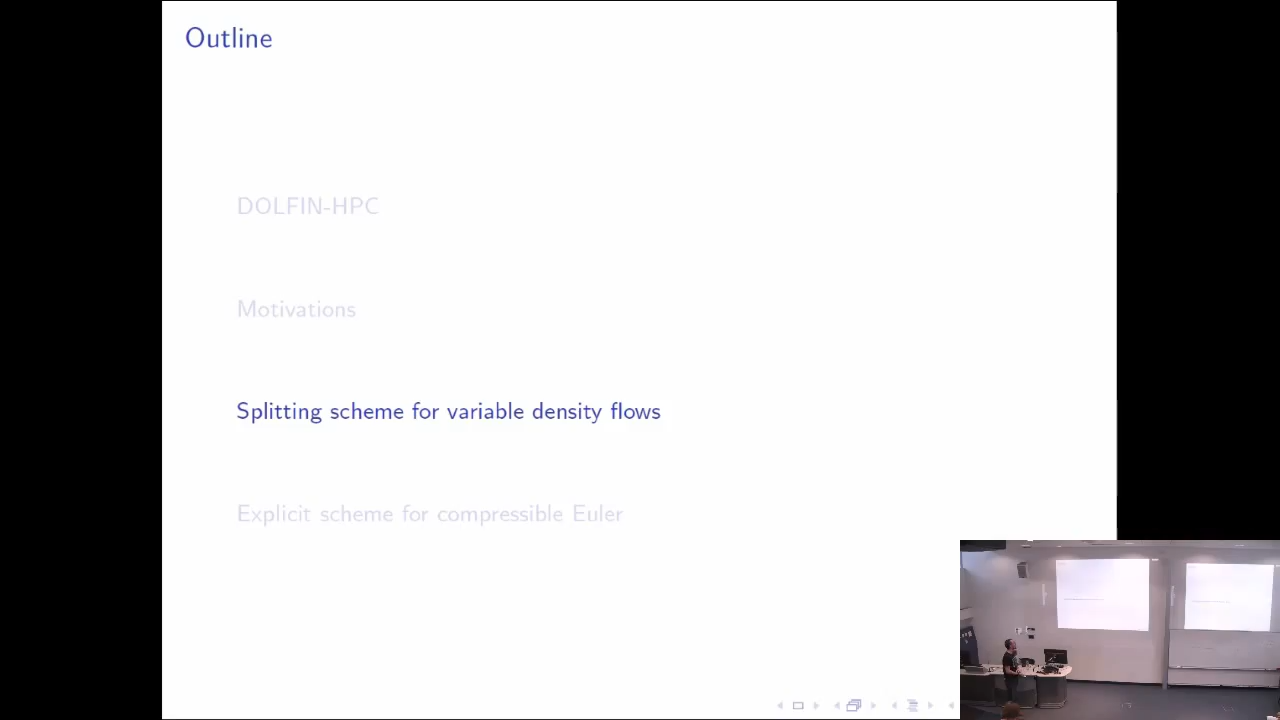 Outline
DOLFIN-HPC
Motivations
Splitting scheme for variable density flows
Explicit scheme for compressible Euler